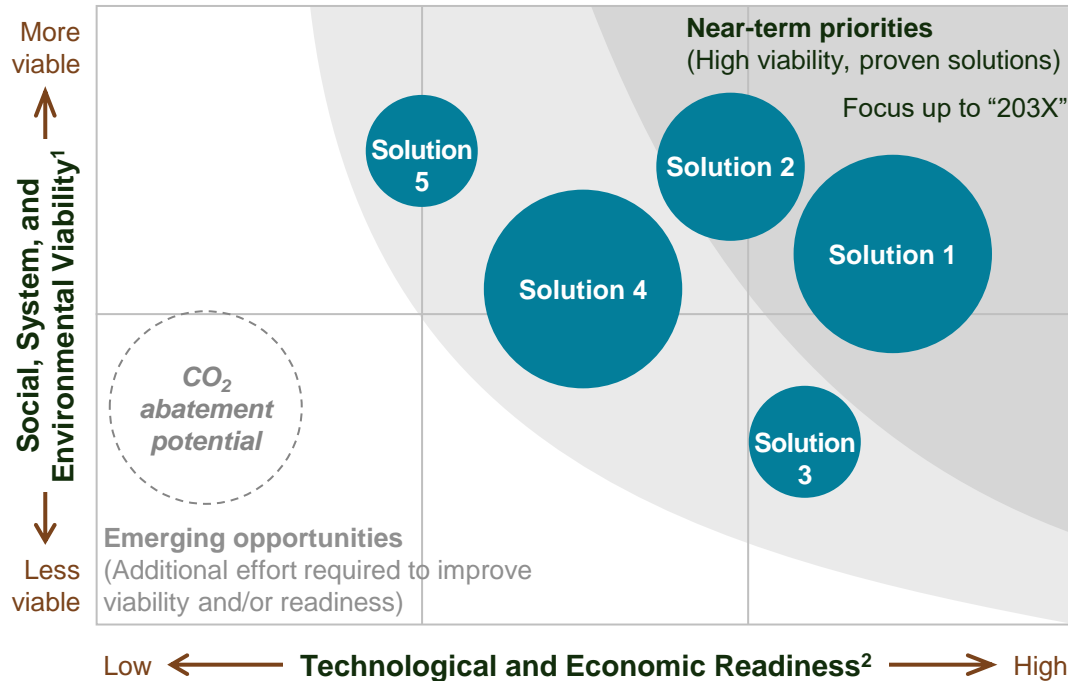 More
viable
Social, System, and
Environmental Viability¹
Less
viable
Near-term priorities
(High viability, proven solutions)
Focus up to “203X”
Solution
5
Solution 2
Solution 1
Solution 4
Solution
3
CO₂
abatement
potential
Emerging opportunities
(Additional effort required to improve
viability and/or readiness)
Low
Technological and Economic Readiness²
High